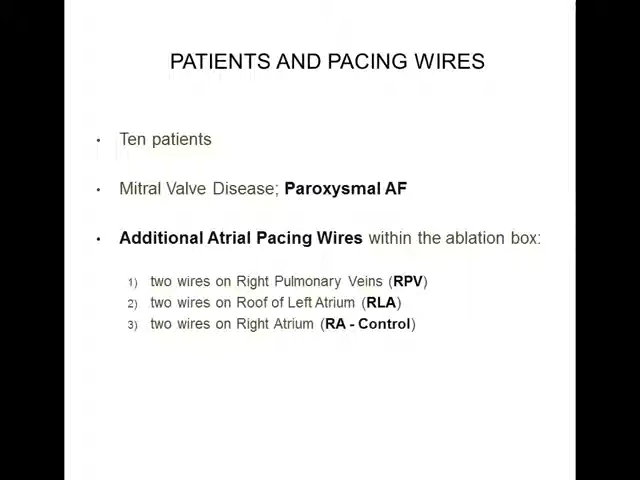 PATIENTS AND PACING WIRES
• Ten patients
• Mitral Valve Disease; Paroxysmal AF
• Additional Atrial Pacing Wires within the ablation box:
1) two wires on Right Pulmonary Veins (RPV)
2) two wires on Roof of Left Atrium (RLA)
3) two wires on Right Atrium (RA - Control)